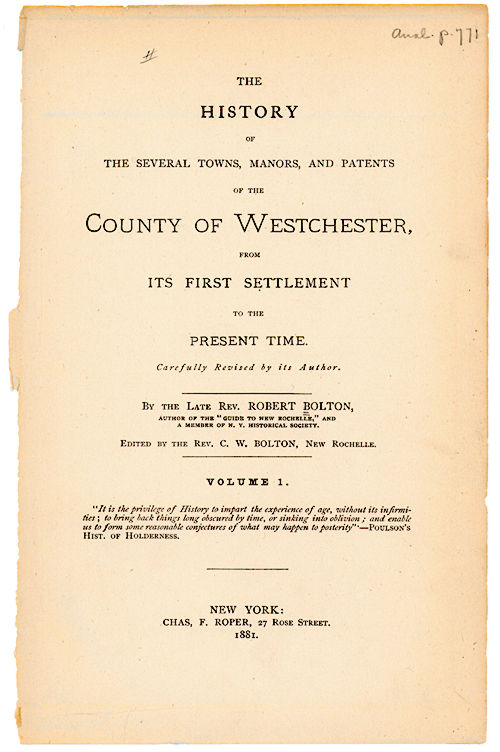 Anal. p. 771
#
THE
HISTORY
OF
THE SEVERAL TOWNS, MANORS, AND PATENTS
OF THE
COUNTY OF WESTCHESTER,
FROM
ITS FIRST SETTLEMENT
TO THE
PRESENT TIME.
Carefully Revised by its Author.
BY THE LATE REV. ROBERT BOLTON,
AUTHOR OF THE "GUIDE TO NEW ROCHELLE," AND
A MEMBER OF N. Y. HISTORICAL SOCIETY.
EDITED BY THE REV. C. W. BOLTON, NEW ROCHELLE.
VOLUME 1.
"It is the privilege of History to impart the experience of age, without its infirmi-
ties; to bring back things long obscured by time, or sinking into oblivion; and enable
us to form some reasonable conjectures of what may happen to posterity"—POULSON'S
HIST. OF HOLDERNESS.
NEW YORK:
CHAS, F. ROPER, 27 ROSE STREET.
1881.